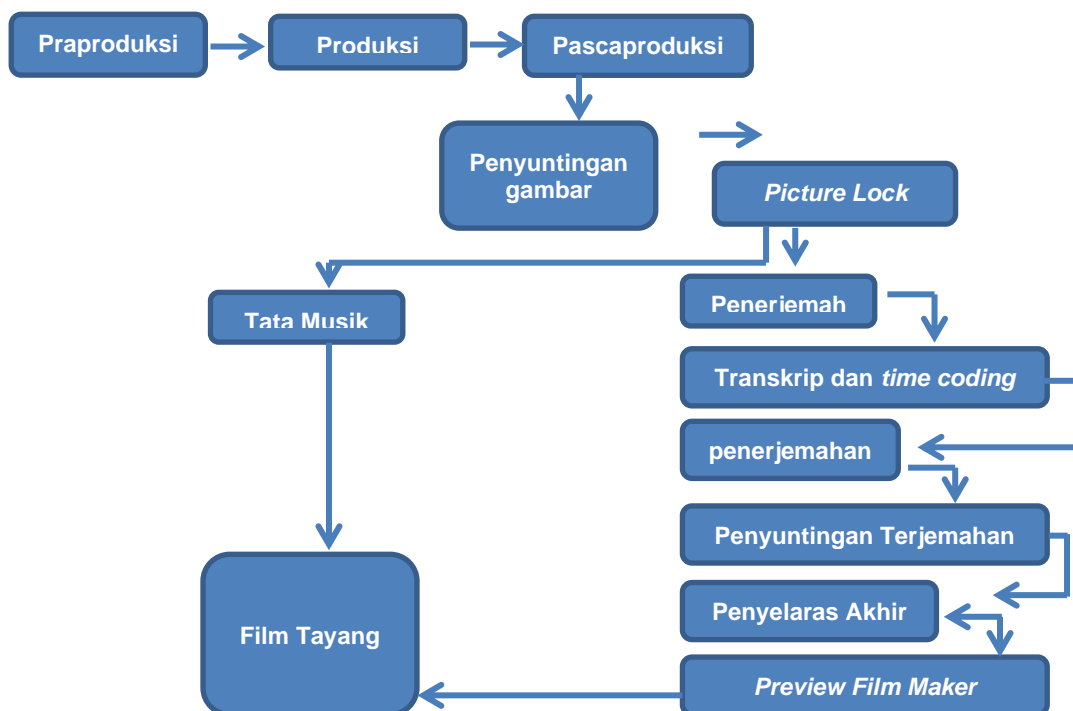 Praproduksi
Produksi
Pascaproduksi
Penyuntingan
gambar
Picture Lock
Penerjemah
Tata Musik
Transkrip dan time coding
penerjemahan
Penyuntingan Terjemahan
Penyelaras Akhir
Film Tayang
Preview Film Maker